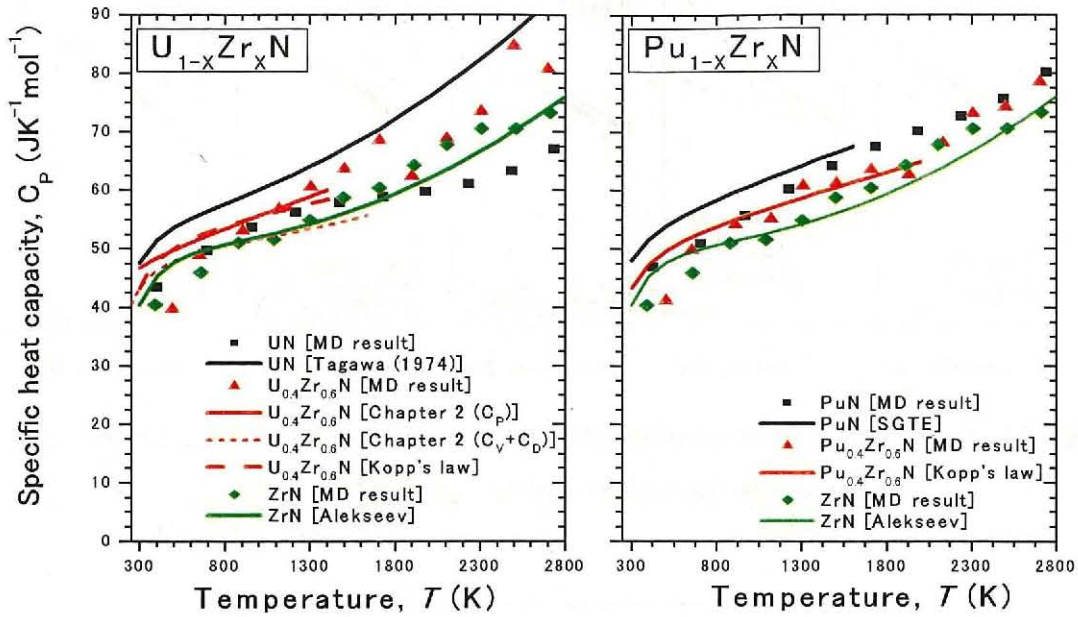 Specific heat capacity, C_P (JK⁻¹mol⁻¹)
90
80
70
60
50
40
30
20
10
0
U₁₋ₓZrₓN
UN [MD result]
UN [Tagawa (1974)]
U₀.₄Zr₀.₆N [MD result]
U₀.₄Zr₀.₆N [Chapter 2 (C_P)]
U₀.₄Zr₀.₆N [Chapter 2 (C_V+C_D)]
U₀.₄Zr₀.₆N [Kopp's law]
ZrN [MD result]
ZrN [Alekseev]
300 800 1300 1800 2300 2800
Temperature, T (K)
Pu₁₋ₓZrₓN
PuN [MD result]
PuN [SGTE]
Pu₀.₄Zr₀.₆N [MD result]
Pu₀.₄Zr₀.₆N [Kopp's law]
ZrN [MD result]
ZrN [Alekseev]
300 800 1300 1800 2300 2800
Temperature, T (K)